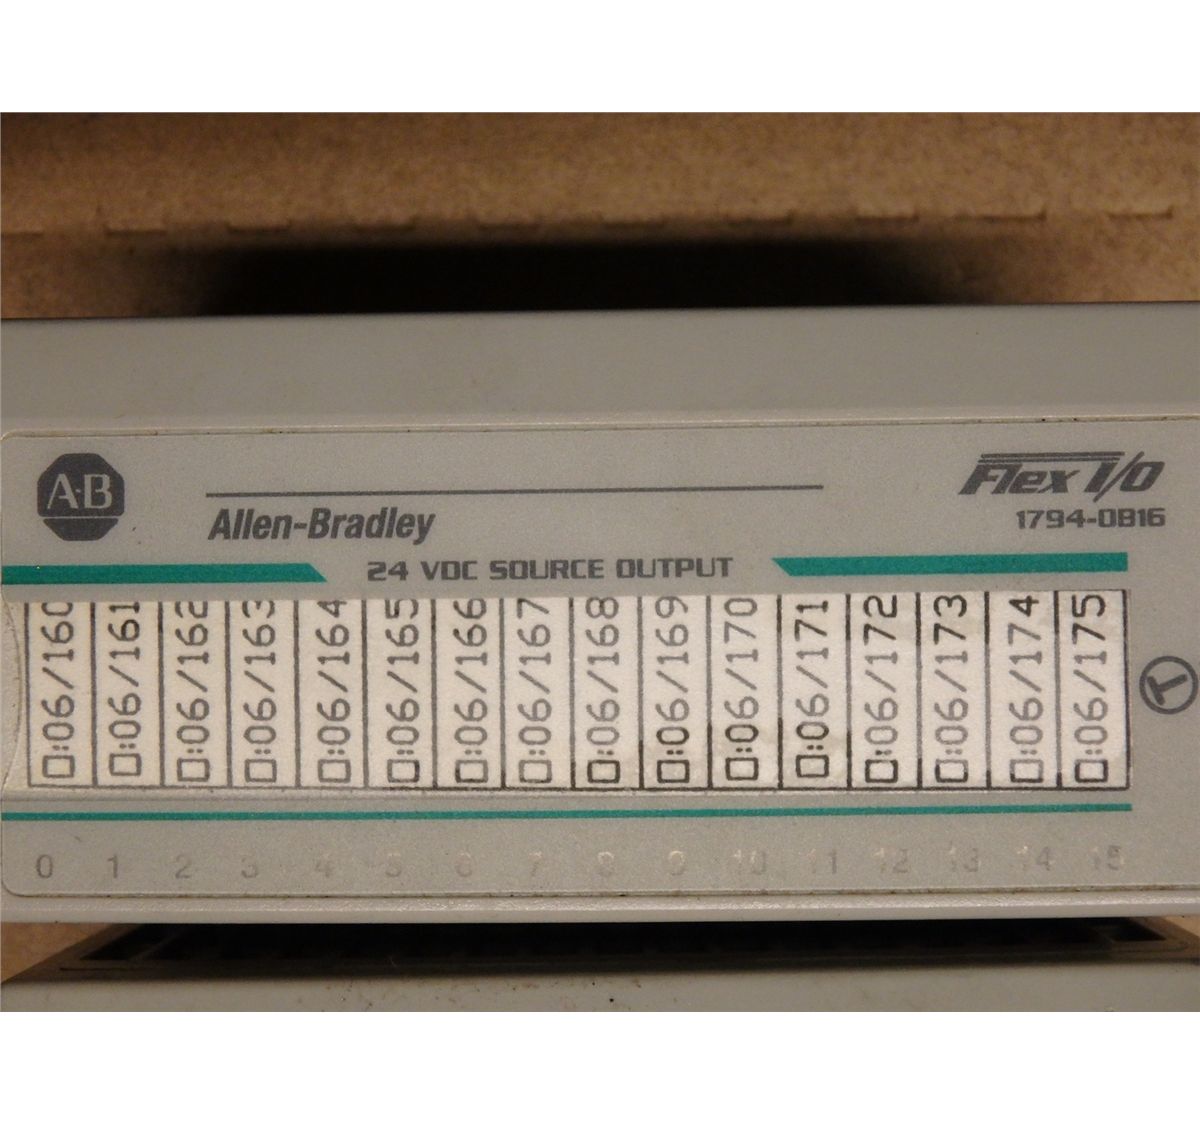 A-B
Allen-Bradley
Flex I/O
1794-OB16
24 VDC SOURCE OUTPUT
O:06/160
O:06/161
O:06/162
O:06/163
O:06/164
O:06/165
O:06/166
O:06/167
O:06/168
O:06/169
O:06/170
O:06/171
O:06/172
O:06/173
O:06/174
O:06/175
0 1 2 3 4 5 6 7 8 9 10 11 12 13 14 15